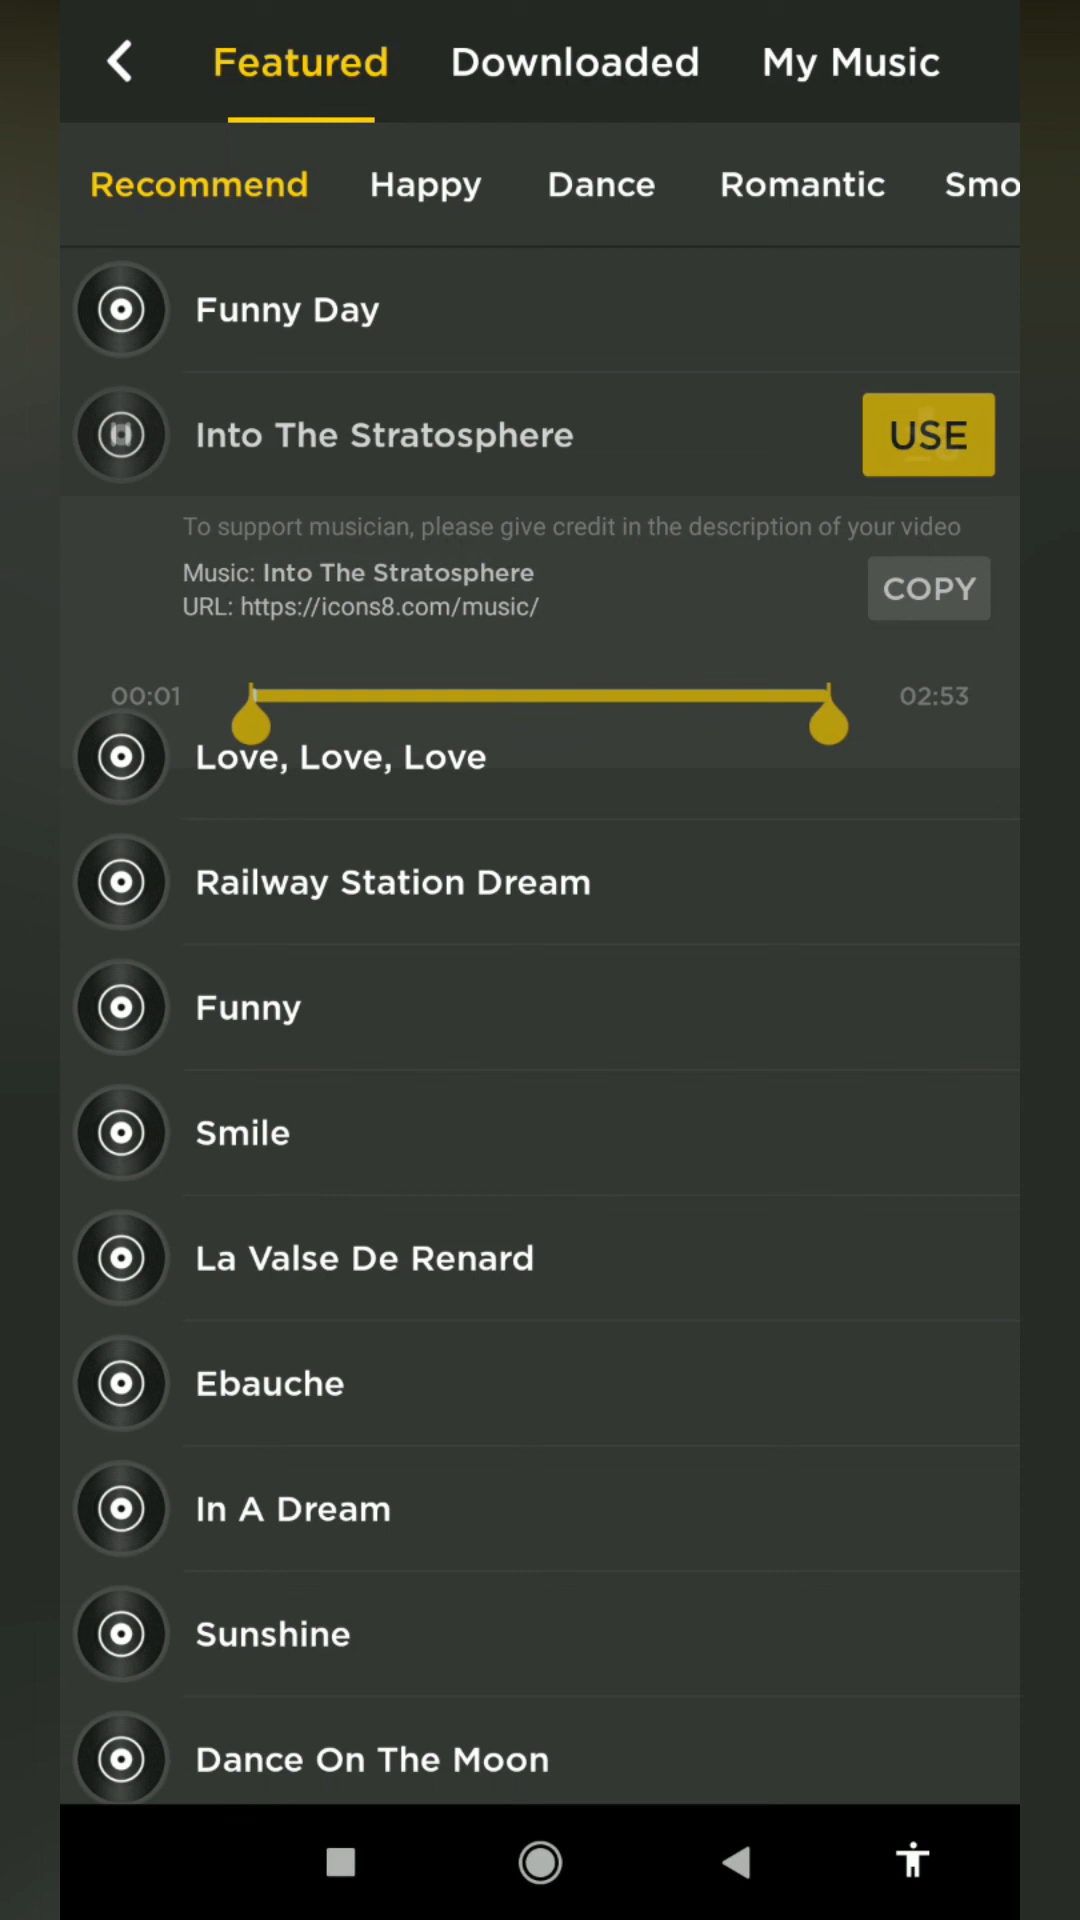 Featured Downloaded My Music
Recommend Happy Dance Romantic Smo
Funny Day
Into The Stratosphere USE
To support musician, please give credit in the description of your video
Music: Into The Stratosphere
URL: https://icons8.com/music/
COPY
00:01 02:53
Love, Love, Love
Railway Station Dream
Funny
Smile
La Valse De Renard
Ebauche
In A Dream
Sunshine
Dance On The Moon